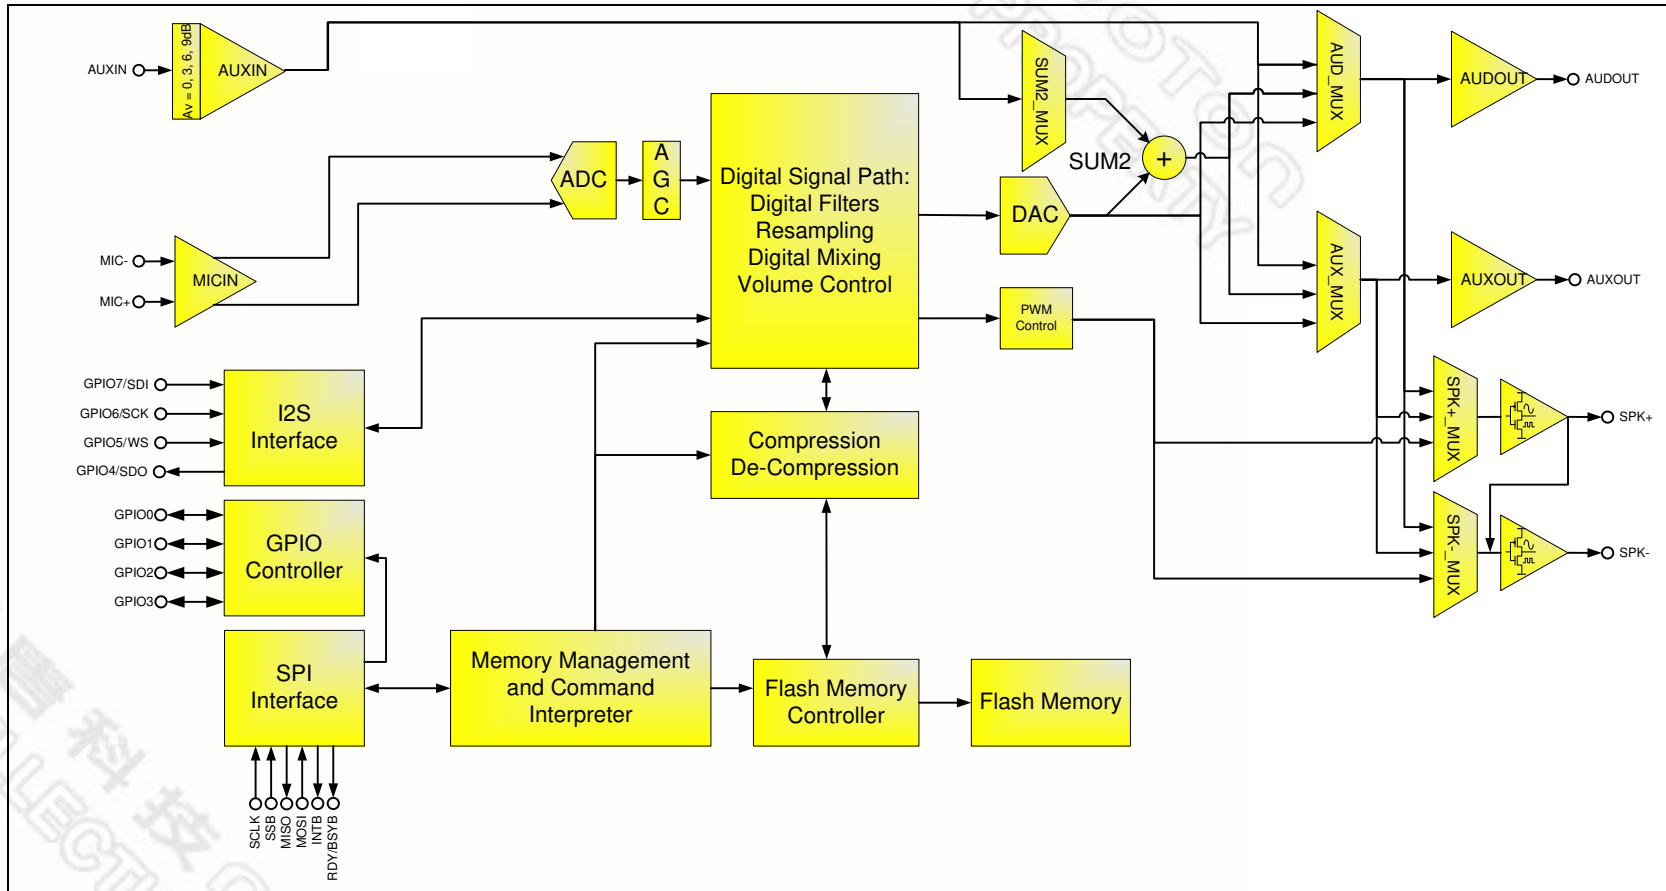 AUXIN
Av = 0, 3, 6, 9dB
AUXIN
MIC-
MIC+
MICIN
ADC
A
G
C
Digital Signal Path:
Digital Filters
Resampling
Digital Mixing
Volume Control
SUM2_MUX
SUM2
+
DAC
PWM
Control
AUD_MUX
AUX_MUX
AUDOUT
AUDOUT
AUXOUT
AUXOUT
SPK+_MUX
SPK+
SPK-_MUX
SPK-
GPIO7/SDI
GPIO6/SCK
GPIO5/WS
GPIO4/SDO
I2S
Interface
Compression
De-Compression
GPIO0
GPIO1
GPIO2
GPIO3
GPIO
Controller
SPI
Interface
Memory Management
and Command
Interpreter
Flash Memory
Controller
Flash Memory
SCLK
SSB
MISO
MOSI
INTB
RDY/BSYB
PROPERTY
科技